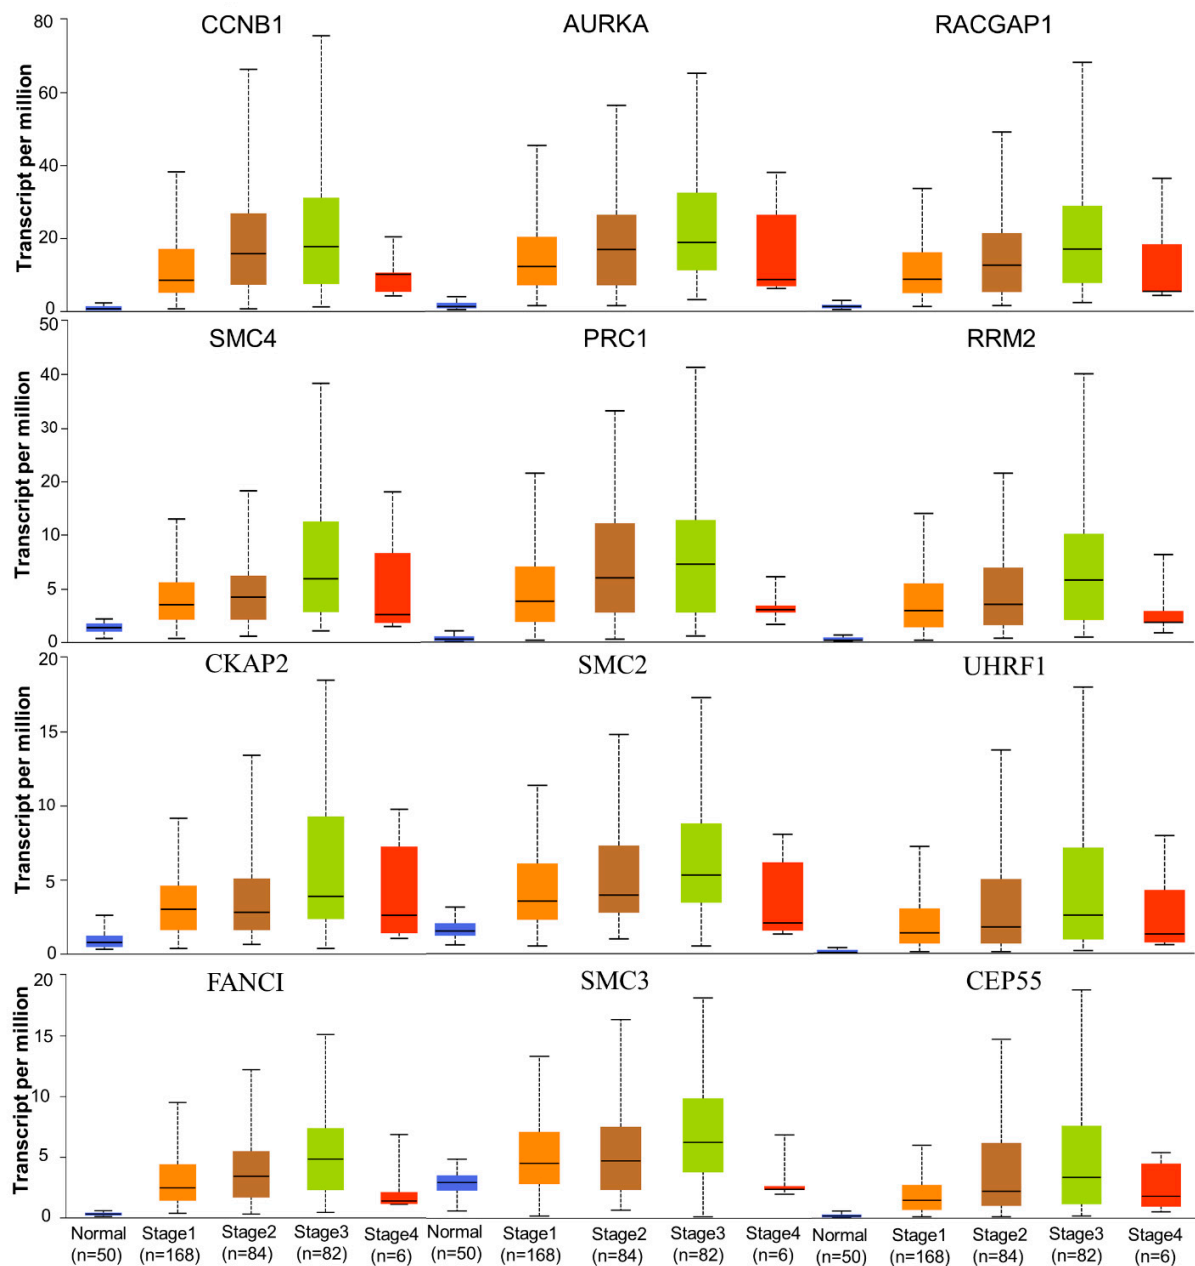 CCNB1 AURKA RACGAP1
Transcript per million
80
60
40
20
0
SMC4 PRC1 RRM2
Transcript per million
50
40
30
20
10
5
0
CKAP2 SMC2 UHRF1
Transcript per million
20
15
10
5
0
FANCI SMC3 CEP55
Transcript per million
20
15
10
5
0
Normal Stage1 Stage2 Stage3 Stage4 Normal Stage1 Stage2 Stage3 Stage4 Normal Stage1 Stage2 Stage3 Stage4
(n=50) (n=168) (n=84) (n=82) (n=6) (n=50) (n=168) (n=84) (n=82) (n=6) (n=50) (n=168) (n=84) (n=82) (n=6)